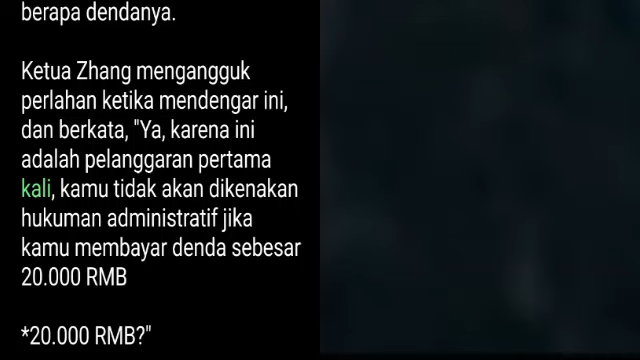 berapa dendanya.
Ketua Zhang mengangguk
perlahan ketika mendengar ini,
dan berkata, "Ya, karena ini
adalah pelanggaran pertama
kali, kamu tidak akan dikenakan
hukuman administratif jika
kamu membayar denda sebesar
20.000 RMB
*20.000 RMB?"